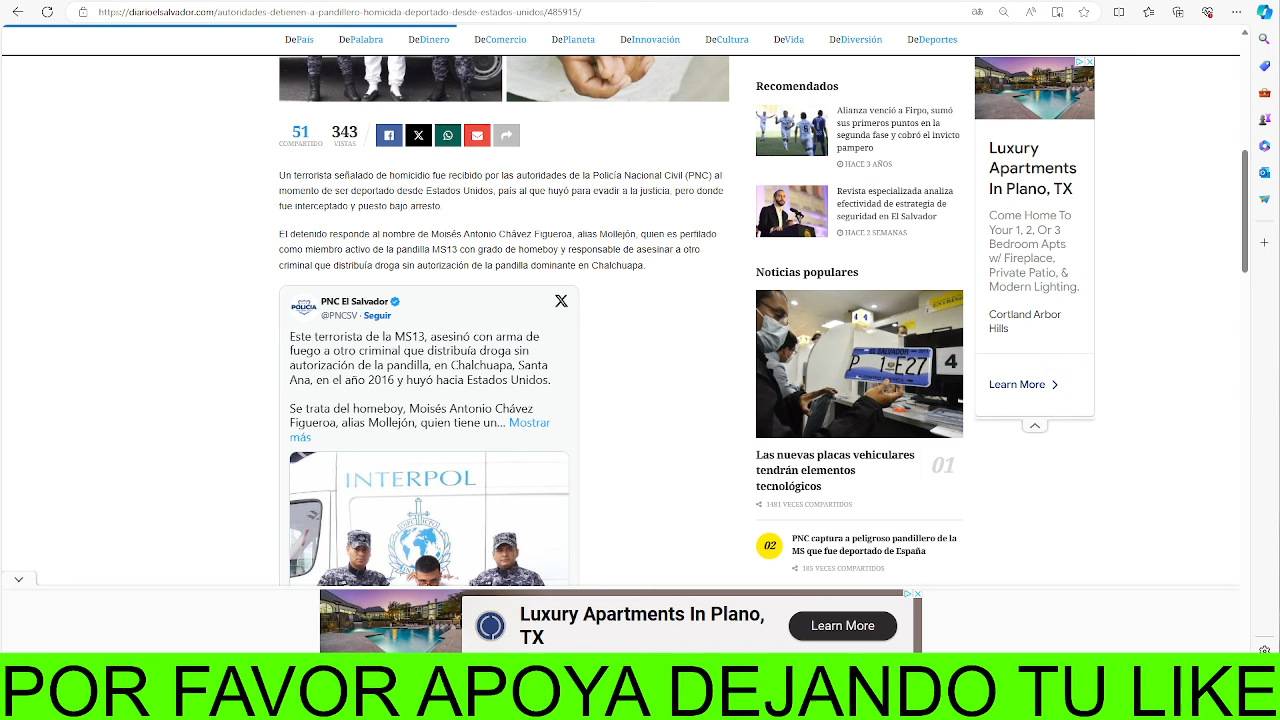 https://diarioelsalvador.com/autoridades-detienen-a-pandillero-homicida-deportado-desde-estados-unidos/485915/
DePaís DePalabra DeDinero DeComercio DePlaneta DeInnovación DeCultura DeVida DeDiversión DeDeportes
51
COMPARTIDO
343
VISTAS
Un terrorista señalado de homicidio fue recibido por las autoridades de la Policía Nacional Civil (PNC) al
momento de ser deportado desde Estados Unidos, país al que huyó para evadir a la justicia, pero donde
fue interceptado y puesto bajo arresto.
El detenido responde al nombre de Moisés Antonio Chávez Figueroa, alias Mollejón, quien es perfilado
como miembro activo de la pandilla MS13 con grado de homeboy y responsable de asesinar a otro
criminal que distribuía droga sin autorización de la pandilla dominante en Chalchuapa.
POLICIA
PNC El Salvador
@PNCSV · Seguir
Este terrorista de la MS13, asesinó con arma de
fuego a otro criminal que distribuía droga sin
autorización de la pandilla, en Chalchuapa, Santa
Ana, en el año 2016 y huyó hacia Estados Unidos.
Se trata del homeboy, Moisés Antonio Chávez
Figueroa, alias Mollejón, quien tiene un... Mostrar
más
INTERPOL
Recomendados
Alianza venció a Firpo, sumó
sus primeros puntos en la
segunda fase y cobró el invicto
pampero
HACE 3 AÑOS
Revista especializada analiza
efectividad de estrategia de
seguridad en El Salvador
HACE 2 SEMANAS
Noticias populares
EL SALVADOR
P 1-E27
4
Las nuevas placas vehiculares
tendrán elementos
tecnológicos
01
1481 VECES COMPARTIDOS
02
PNC captura a peligroso pandillero de la
MS que fue deportado de España
185 VECES COMPARTIDOS
Luxury
Apartments
In Plano, TX
Come Home To
Your 1, 2, Or 3
Bedroom Apts
w/ Fireplace,
Private Patio, &
Modern Lighting.
Cortland Arbor
Hills
Learn More
Luxury Apartments In Plano,
TX
Learn More
POR FAVOR APOYA DEJANDO TU LIKE